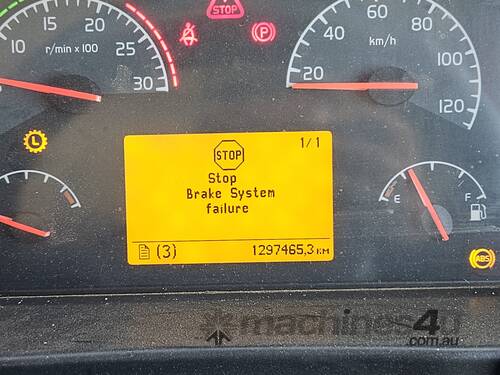 STOP
10 15 20 25 30
r/min x 100
P
20 40 60 80 100 120
km/h
L
STOP
1/1
Stop
Brake System
failure
E F
(3) 1297465,3 KM
ABS
machines4u
.com.au